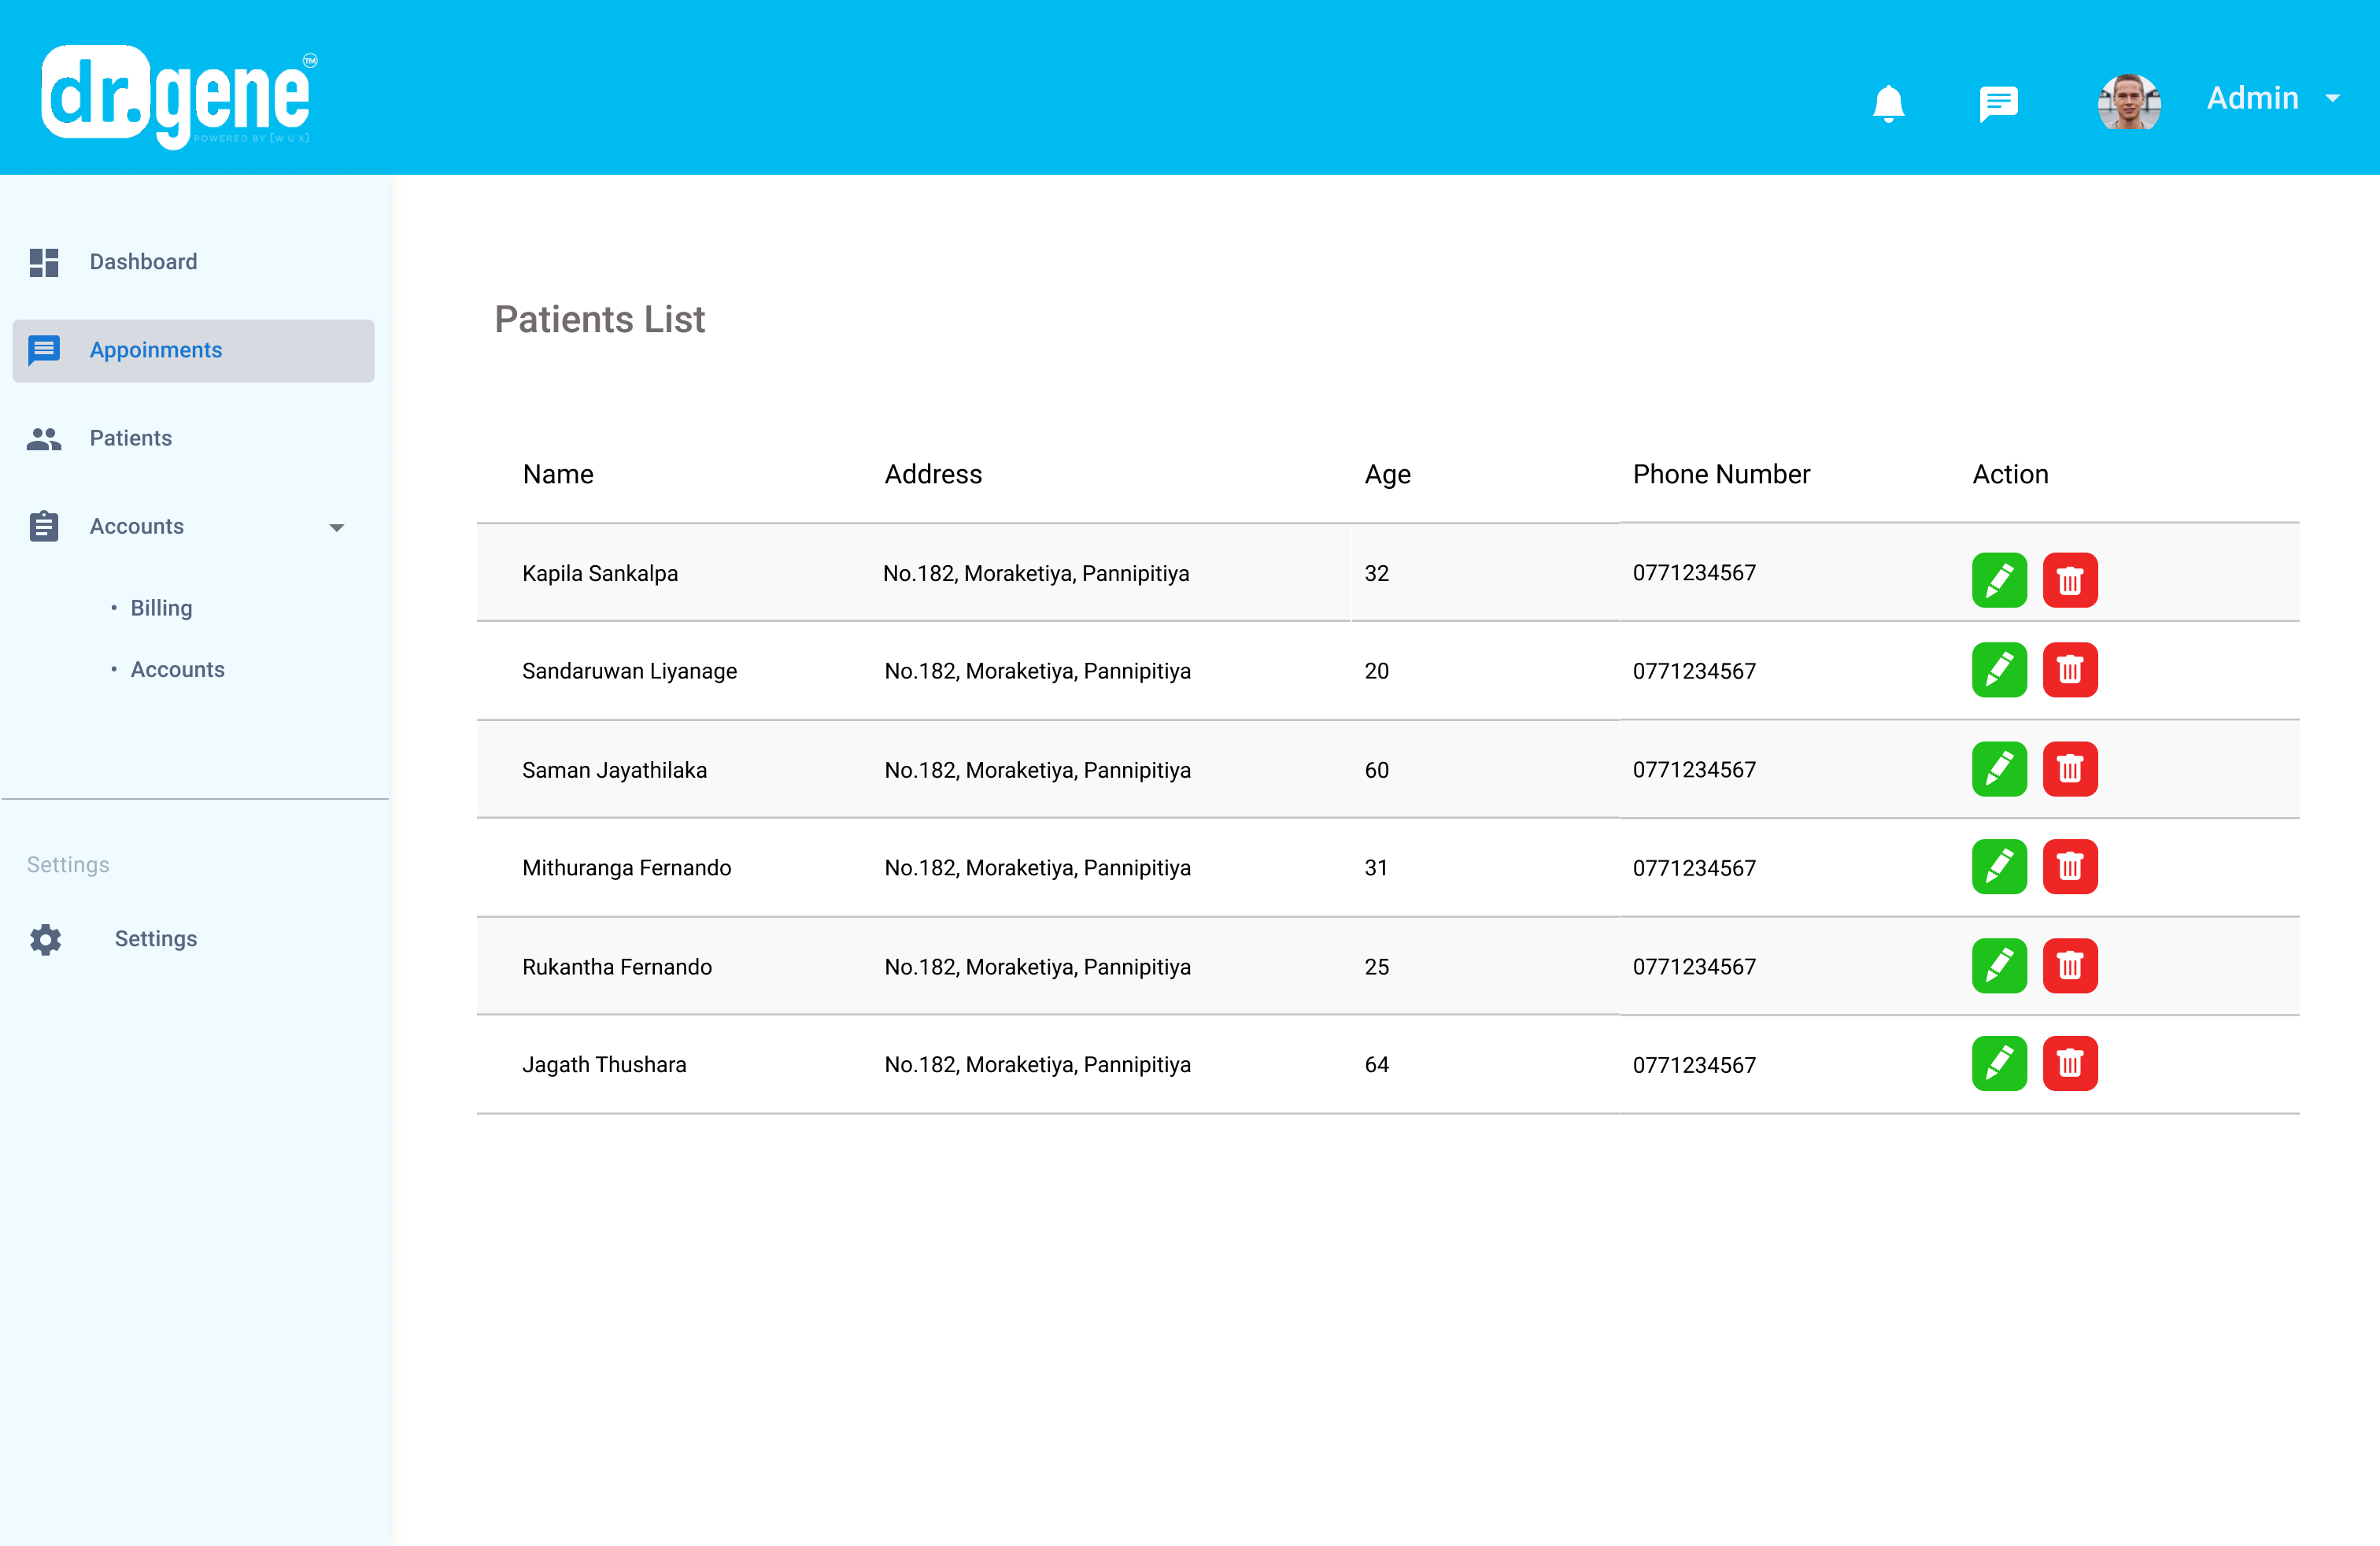 dr.gene TM
POWERED BY [W U X]
Admin
Dashboard
Appoinments
Patients
Accounts
• Billing
• Accounts
Settings
Settings
Patients List
Name Address Age Phone Number Action
Kapila Sankalpa No.182, Moraketiya, Pannipitiya 32 0771234567
Sandaruwan Liyanage No.182, Moraketiya, Pannipitiya 20 0771234567
Saman Jayathilaka No.182, Moraketiya, Pannipitiya 60 0771234567
Mithuranga Fernando No.182, Moraketiya, Pannipitiya 31 0771234567
Rukantha Fernando No.182, Moraketiya, Pannipitiya 25 0771234567
Jagath Thushara No.182, Moraketiya, Pannipitiya 64 0771234567